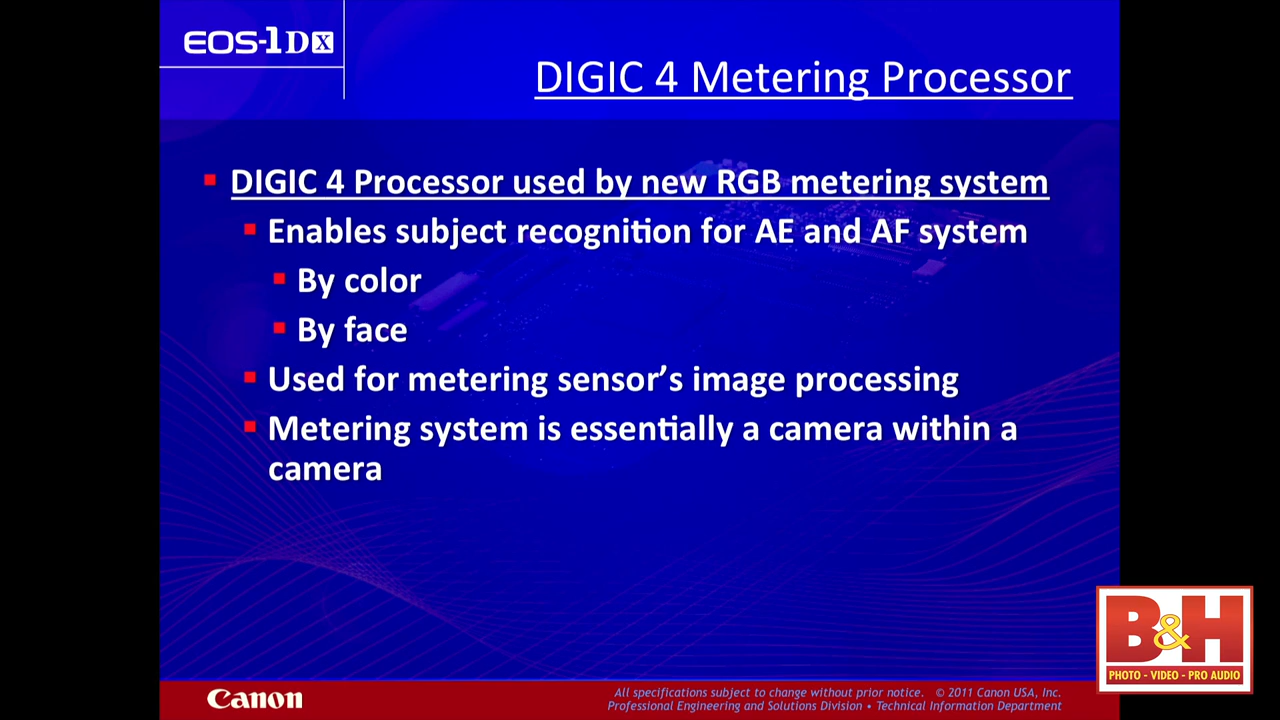 EOS-1DX
DIGIC 4 Metering Processor
DIGIC 4 Processor used by new RGB metering system
Enables subject recognition for AE and AF system
By color
By face
Used for metering sensor's image processing
Metering system is essentially a camera within a
camera
B&H
PHOTO - VIDEO - PRO AUDIO
Canon
All specifications subject to change without prior notice. © 2011 Canon USA, Inc.
Professional Engineering and Solutions Division • Technical Information Department